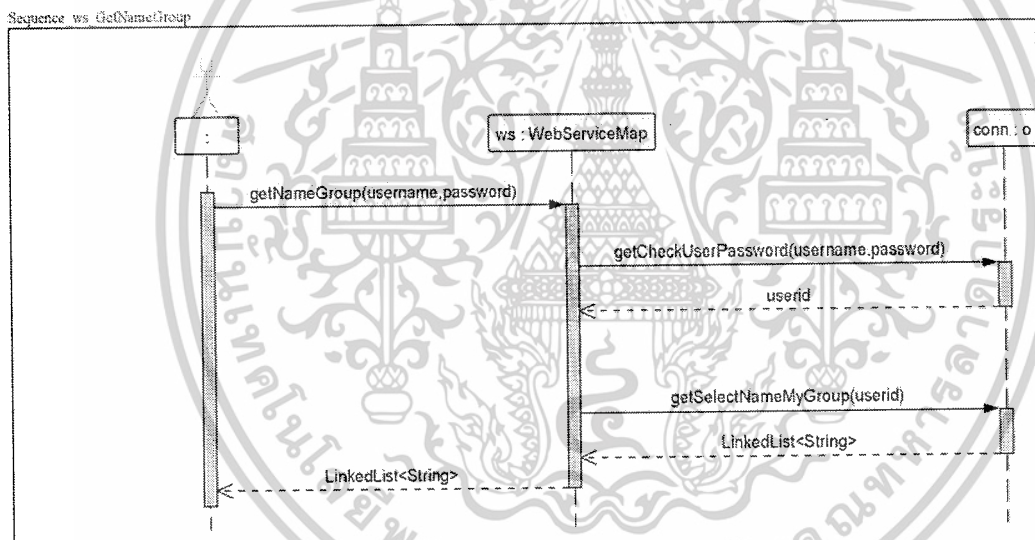 Sequence ws GetNameGroup
:
ws : WebServiceMap
conn : o
getNameGroup(username,password)
getCheckUserPassword(username,password)
userid
getSelectNameMyGroup(userid)
LinkedList<String>
LinkedList<String>